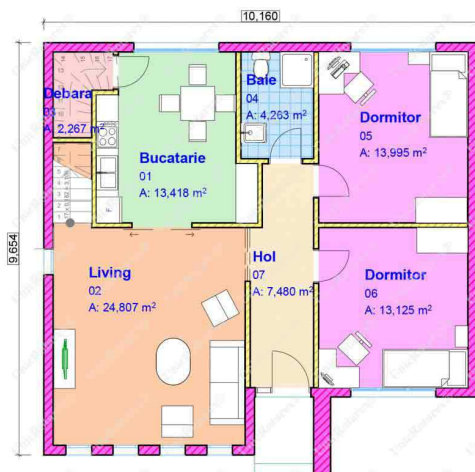 10,160
9,654
Debara
03
A: 2,267 m²
Bucatarie
01
A: 13,418 m²
Baie
04
A: 4,263 m²
Dormitor
05
A: 13,995 m²
Living
02
A: 24,807 m²
Hol
07
A: 7,480 m²
Dormitor
06
A: 13,125 m²
F